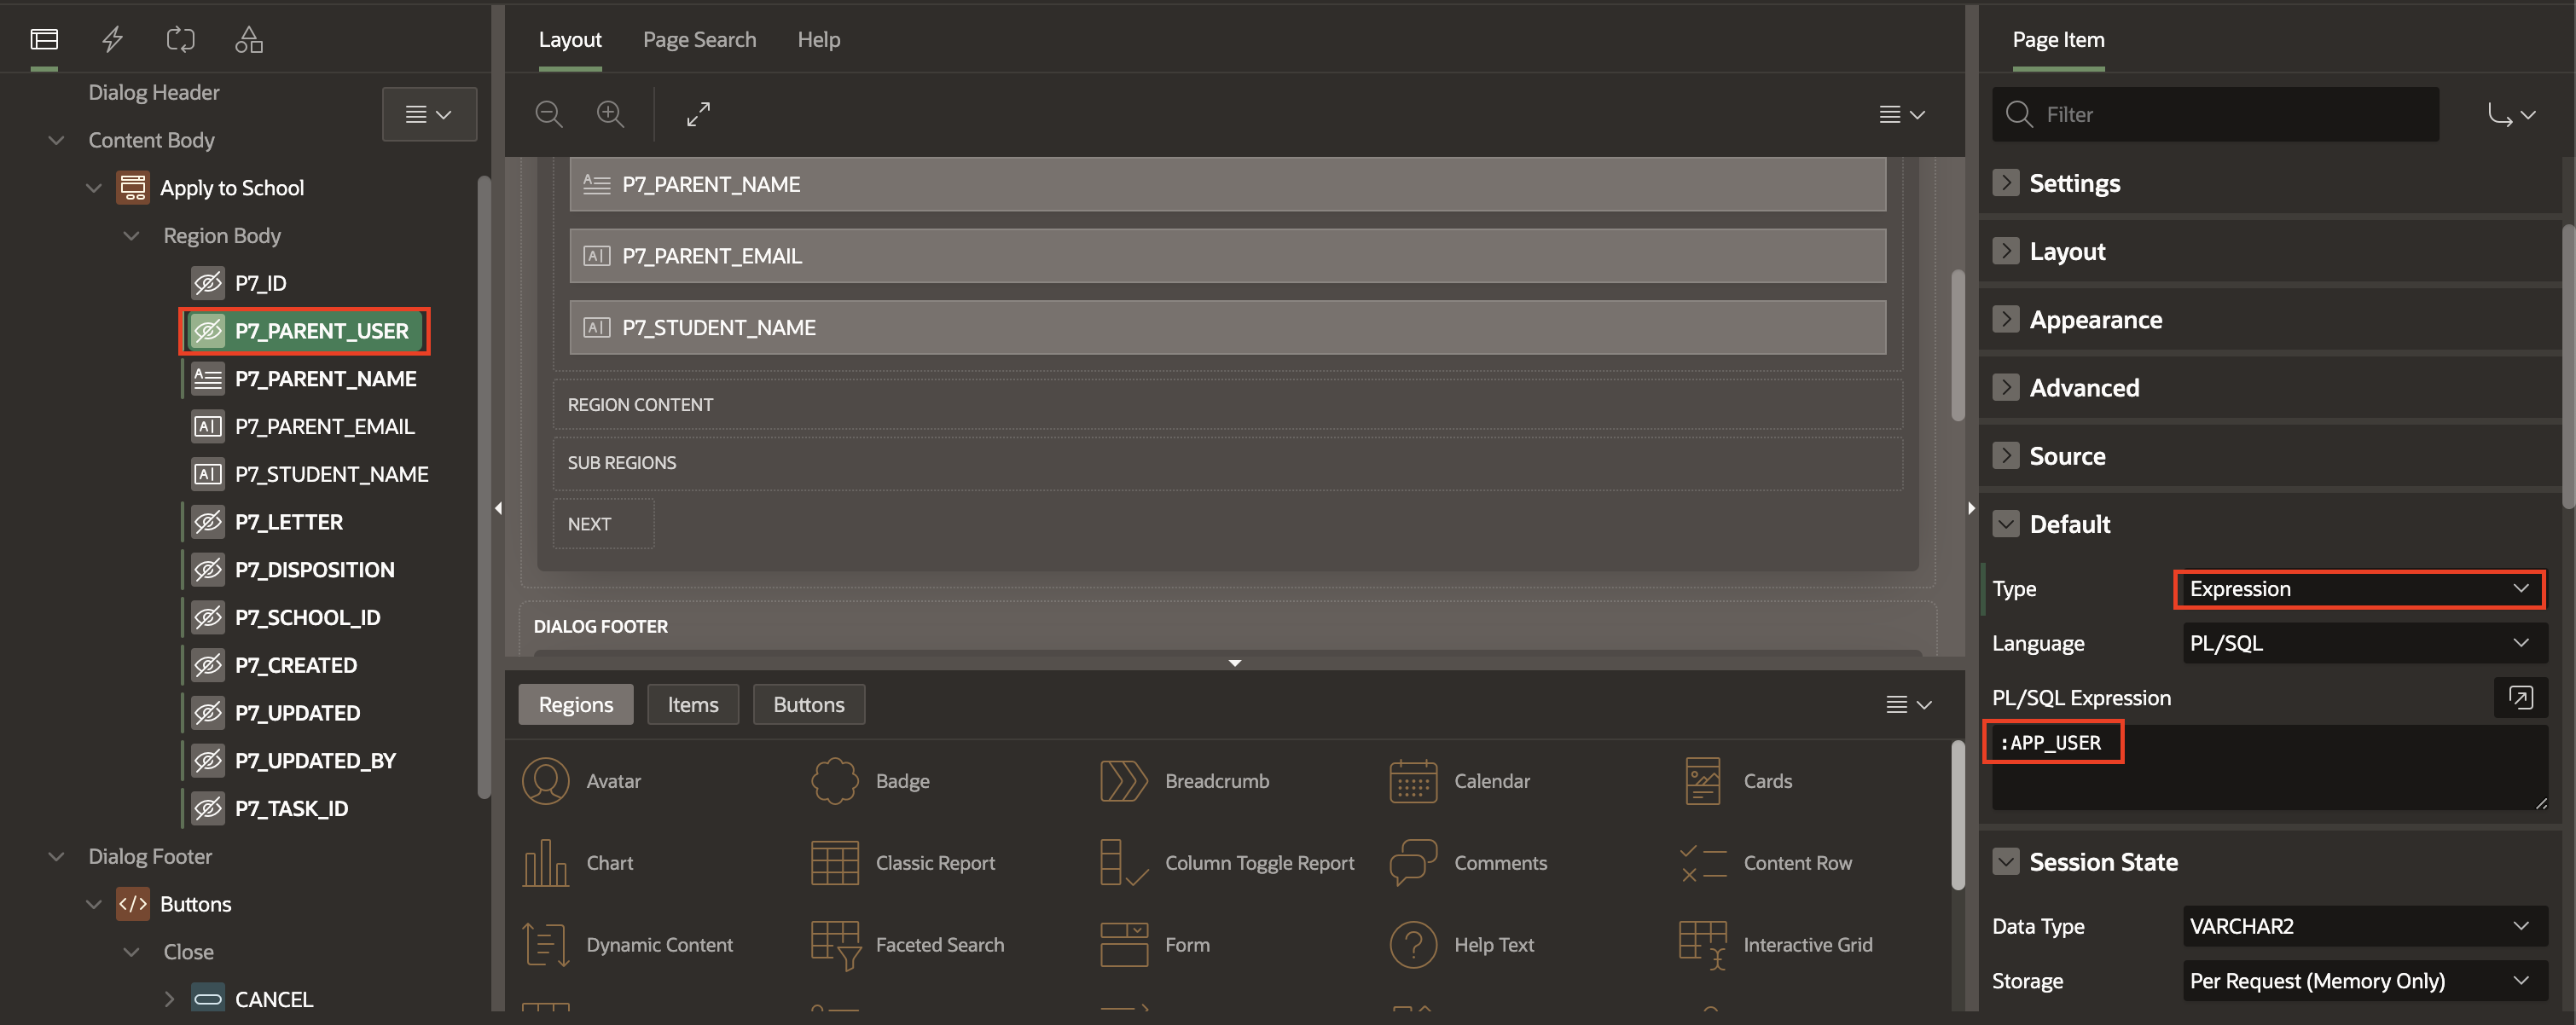 Dialog Header
Content Body
Apply to School
Region Body
P7_ID
P7_PARENT_USER
P7_PARENT_NAME
P7_PARENT_EMAIL
P7_STUDENT_NAME
P7_LETTER
P7_DISPOSITION
P7_SCHOOL_ID
P7_CREATED
P7_UPDATED
P7_UPDATED_BY
P7_TASK_ID
Dialog Footer
</>
Buttons
Close
CANCEL
Layout
Page Search
Help
P7_PARENT_NAME
P7_PARENT_EMAIL
P7_STUDENT_NAME
REGION CONTENT
SUB REGIONS
NEXT
DIALOG FOOTER
Regions
Items
Buttons
Avatar
Badge
Breadcrumb
Calendar
Cards
Chart
Classic Report
Column Toggle Report
Comments
Content Row
Dynamic Content
Faceted Search
Form
Help Text
Interactive Grid
Page Item
Filter
Settings
Layout
Appearance
Advanced
Source
Default
Type
Expression
Language
PL/SQL
PL/SQL Expression
:APP_USER
Session State
Data Type
VARCHAR2
Storage
Per Request (Memory Only)